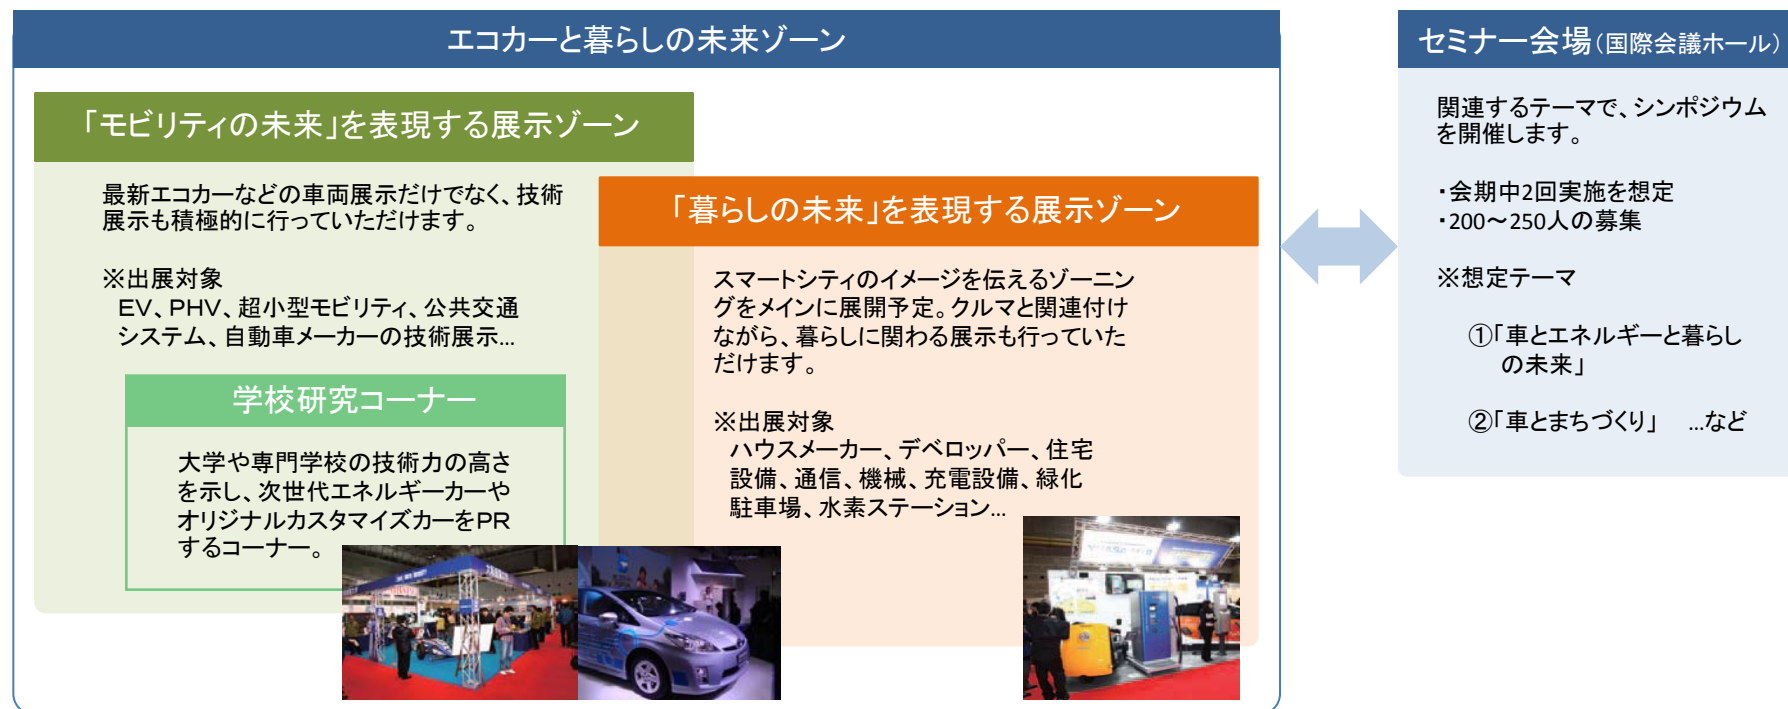 エコカーと暮らしの未来ゾーン
「モビリティの未来」を表現する展示ゾーン
最新エコカーなどの車両展示だけでなく、技術
展示も積極的に行っていただけます。
※出展対象
EV、PHV、超小型モビリティ、公共交通
システム、自動車メーカーの技術展示…
学校研究コーナー
大学や専門学校の技術力の高さ
を示し、次世代エネルギーカーや
オリジナルカスタマイズカーをPR
するコーナー。
「暮らしの未来」を表現する展示ゾーン
スマートシティのイメージを伝えるゾーニン
グをメインに展開予定。クルマと関連付け
ながら、暮らしに関わる展示も行っていた
だけます。
※出展対象
ハウスメーカー、デベロッパー、住宅
設備、通信、機械、充電設備、緑化
駐車場、水素ステーション…
セミナー会場(国際会議ホール)
関連するテーマで、シンポジウム
を開催します。
・会期中2回実施を想定
・200～250人の募集
※想定テーマ
①「車とエネルギーと暮らし
の未来」
②「車とまちづくり」　…など